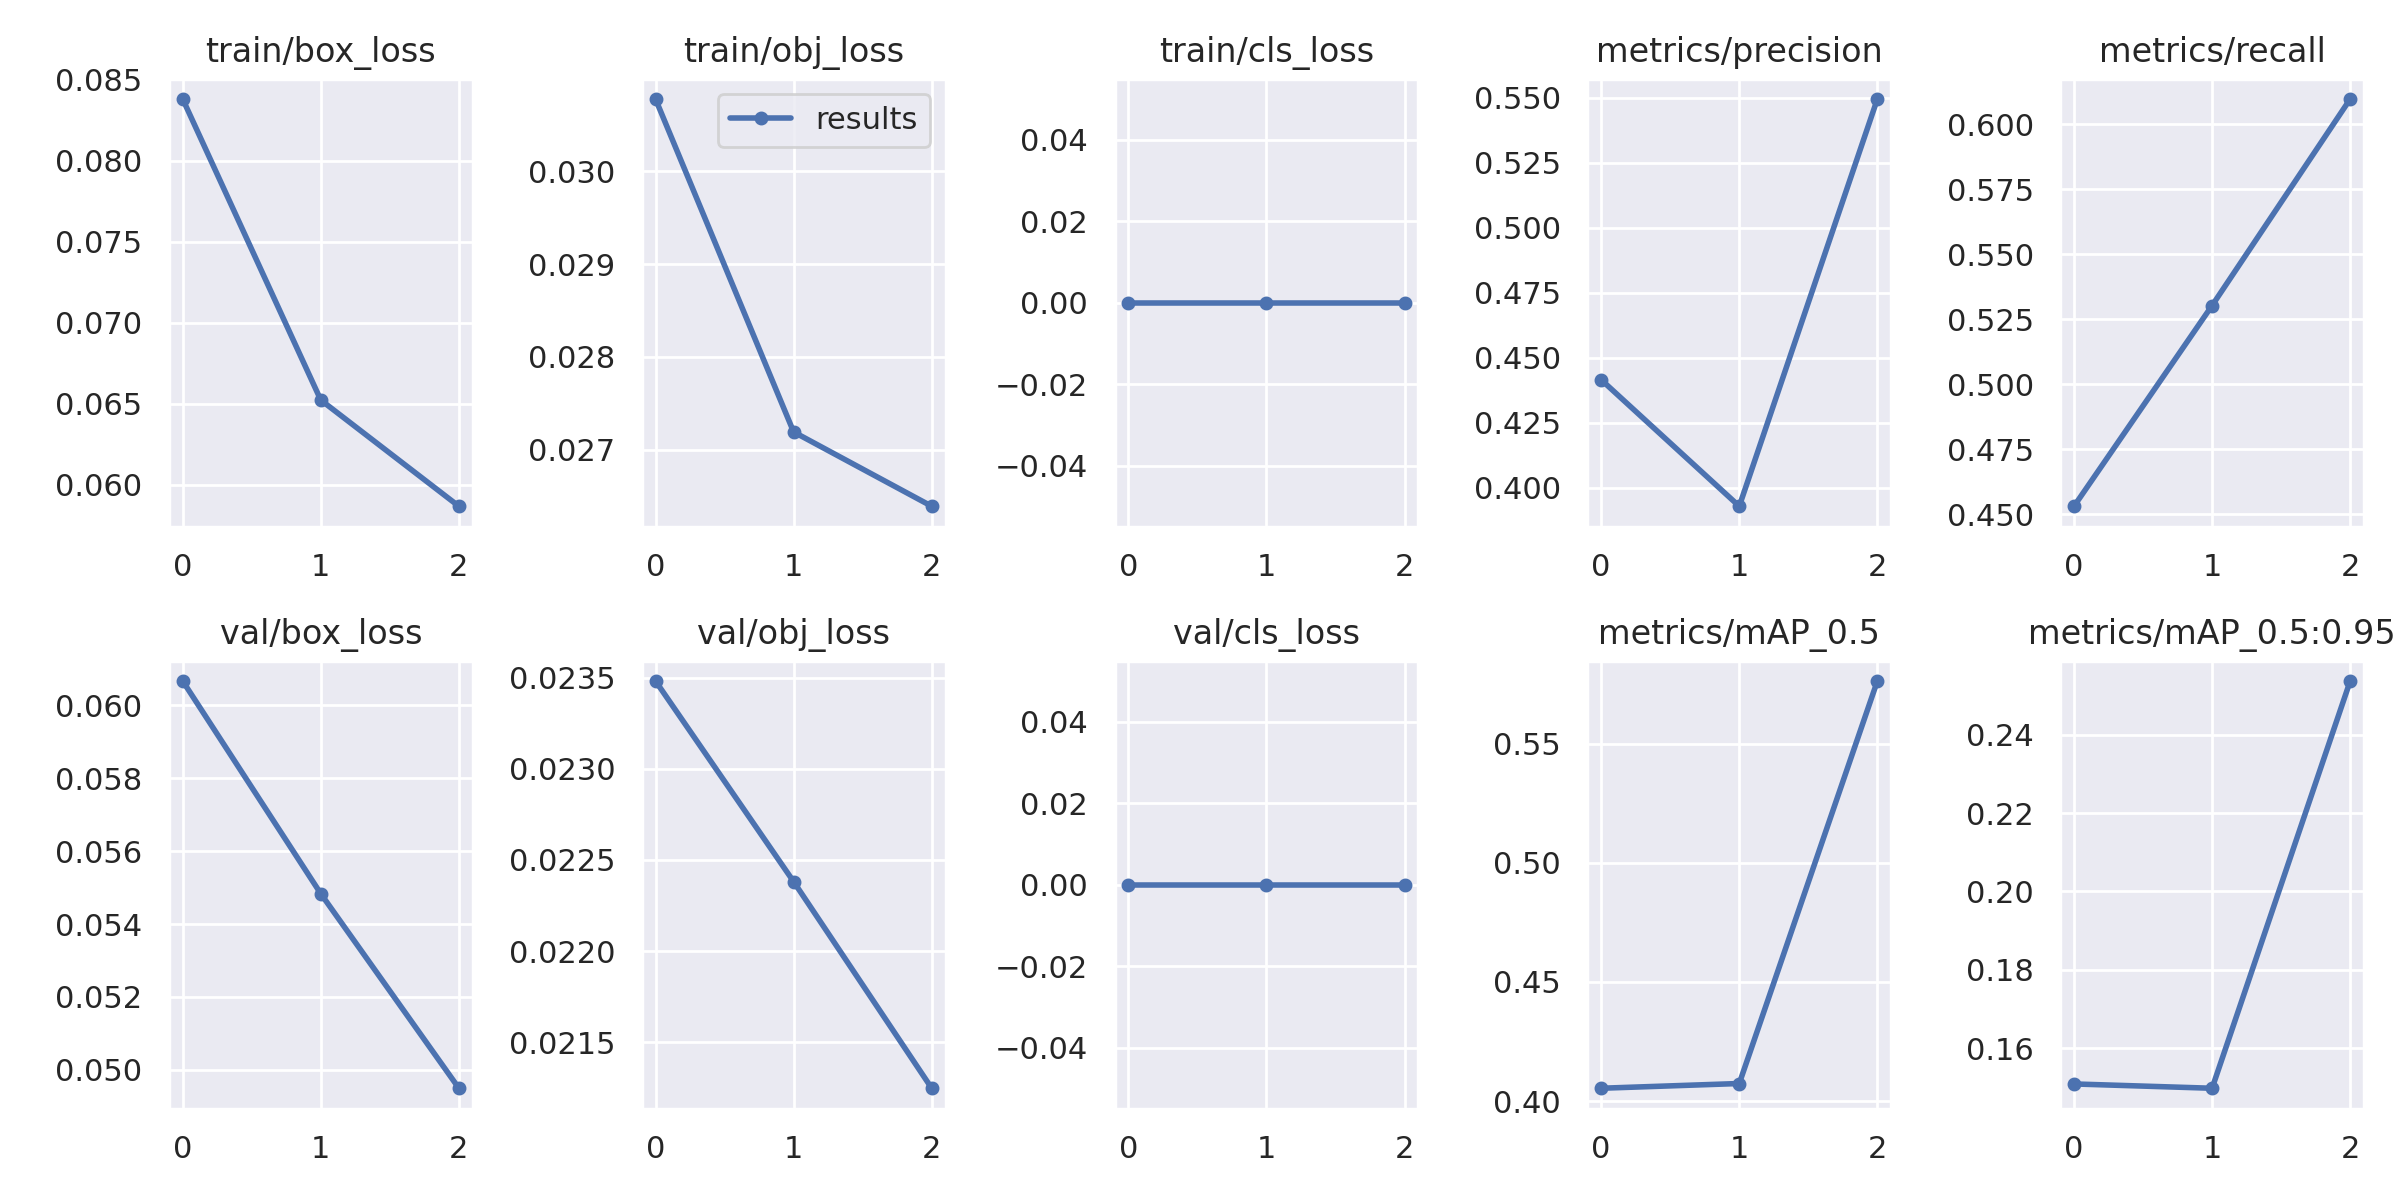 train/box_loss
0.085
0.080
0.075
0.070
0.065
0.060
0 1 2
train/obj_loss
results
0.030
0.029
0.028
0.027
0 1 2
train/cls_loss
0.04
0.02
0.00
−0.02
−0.04
0 1 2
metrics/precision
0.550
0.525
0.500
0.475
0.450
0.425
0.400
0 1 2
metrics/recall
0.600
0.575
0.550
0.525
0.500
0.475
0.450
0 1 2
val/box_loss
0.060
0.058
0.056
0.054
0.052
0.050
0 1 2
val/obj_loss
0.0235
0.0230
0.0225
0.0220
0.0215
0 1 2
val/cls_loss
0.04
0.02
0.00
−0.02
−0.04
0 1 2
metrics/mAP_0.5
0.55
0.50
0.45
0.40
0 1 2
metrics/mAP_0.5:0.95
0.24
0.22
0.20
0.18
0.16
0 1 2